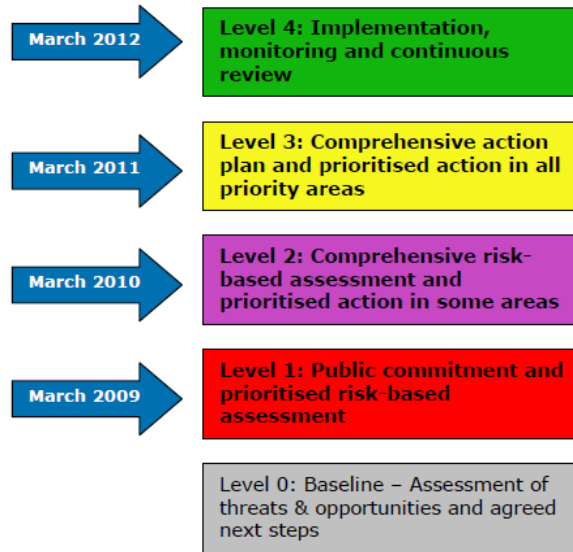 March 2012
Level 4: Implementation,
monitoring and continuous
review
March 2011
Level 3: Comprehensive action
plan and prioritised action in all
priority areas
March 2010
Level 2: Comprehensive risk-
based assessment and
prioritised action in some areas
March 2009
Level 1: Public commitment and
prioritised risk-based
assessment
Level 0: Baseline – Assessment of
threats & opportunities and agreed
next steps